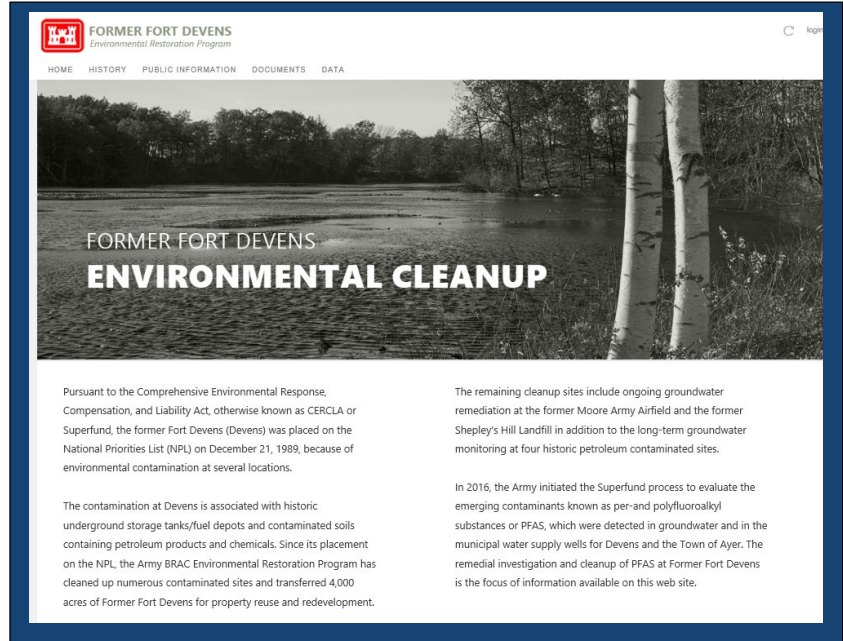 FORMER FORT DEVENS
Environmental Restoration Program
login
HOME HISTORY PUBLIC INFORMATION DOCUMENTS DATA
FORMER FORT DEVENS
ENVIRONMENTAL CLEANUP
Pursuant to the Comprehensive Environmental Response,
Compensation, and Liability Act, otherwise known as CERCLA or
Superfund, the former Fort Devens (Devens) was placed on the
National Priorities List (NPL) on December 21, 1989, because of
environmental contamination at several locations.
The contamination at Devens is associated with historic
underground storage tanks/fuel depots and contaminated soils
containing petroleum products and chemicals. Since its placement
on the NPL, the Army BRAC Environmental Restoration Program has
cleaned up numerous contaminated sites and transferred 4,000
acres of Former Fort Devens for property reuse and redevelopment.
The remaining cleanup sites include ongoing groundwater
remediation at the former Moore Army Airfield and the former
Shepley's Hill Landfill in addition to the long-term groundwater
monitoring at four historic petroleum contaminated sites.
In 2016, the Army initiated the Superfund process to evaluate the
emerging contaminants known as per-and polyfluoroalkyl
substances or PFAS, which were detected in groundwater and in the
municipal water supply wells for Devens and the Town of Ayer. The
remedial investigation and cleanup of PFAS at Former Fort Devens
is the focus of information available on this web site.